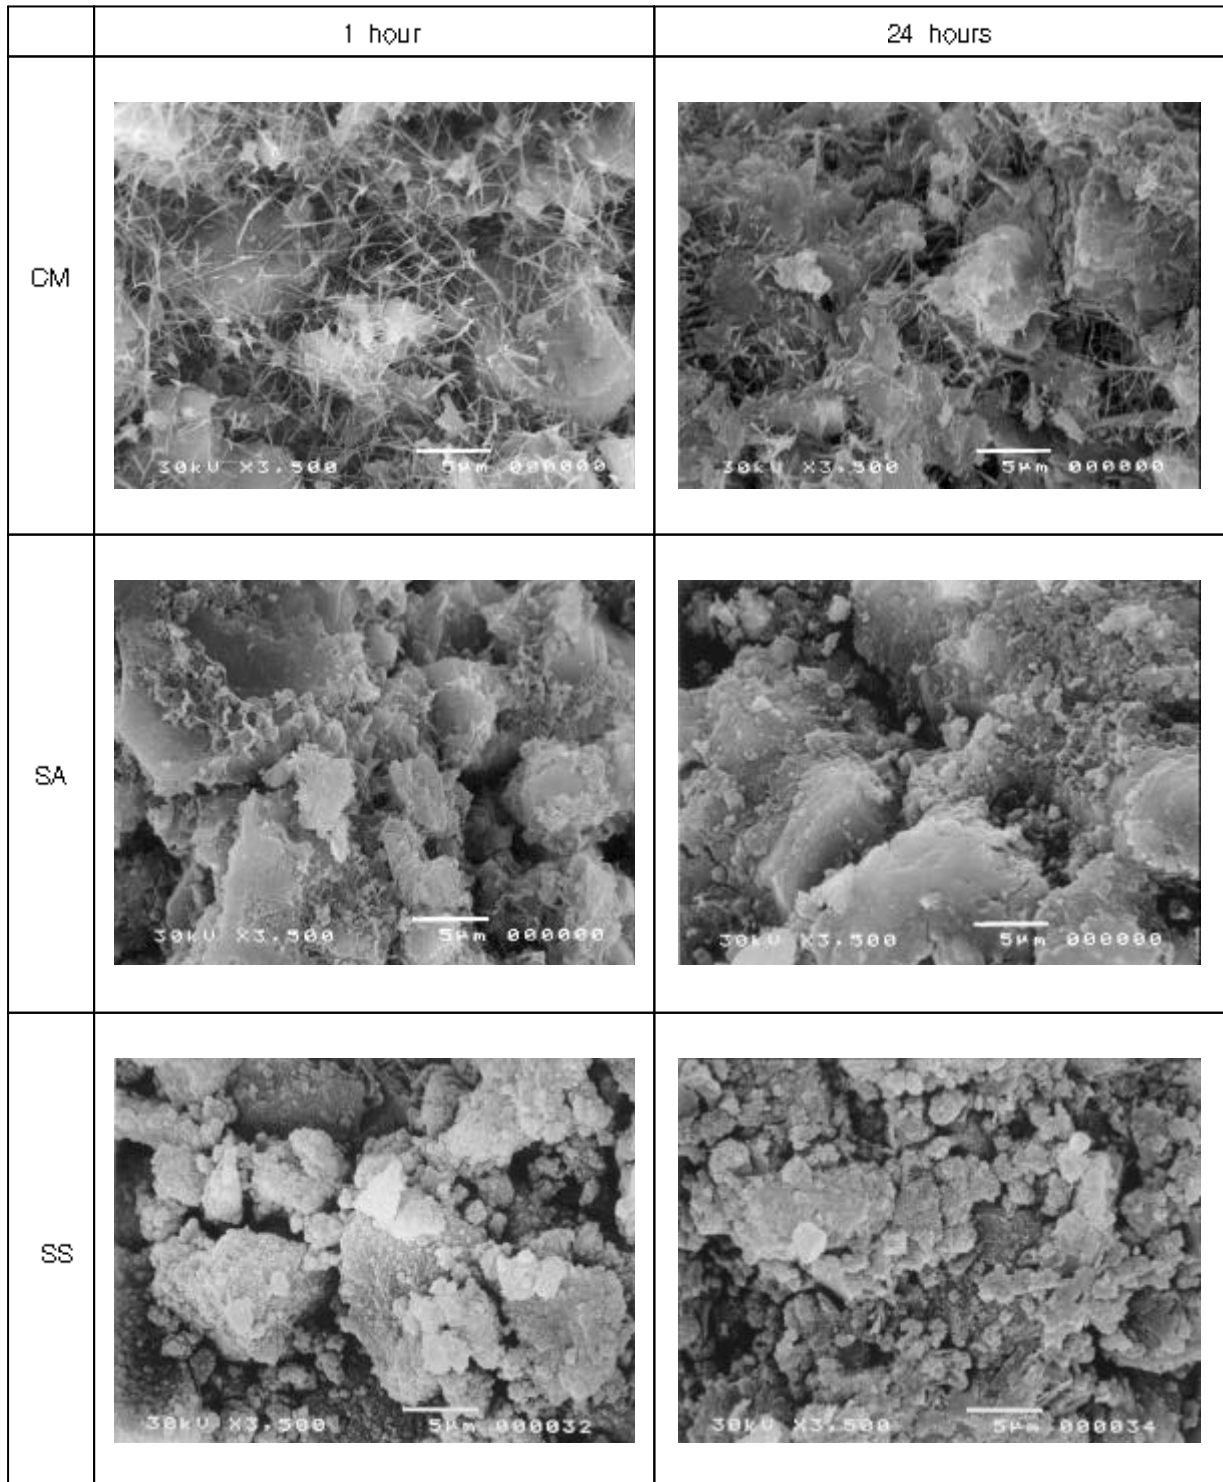 1 hour 24 hours
CM
30kV X3,500 5µm 000000 30kV X3,500 5µm 000000
SA
30kV X3,500 5µm 000000 30kV X3,500 5µm 000000
SS
30kV X3,500 5µm 000032 30kV X3,500 5µm 000034